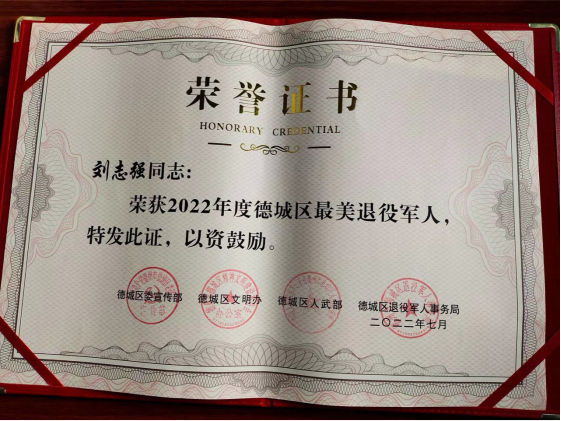 荣誉证书
HONORARY CREDENTIAL
刘志强同志：
荣获2022年度德城区最美退役军人，
特发此证，以资鼓励。
德城区委宣传部 德城区文明办 德城区人武部 德城区退役军人事务局
二〇二二年七月